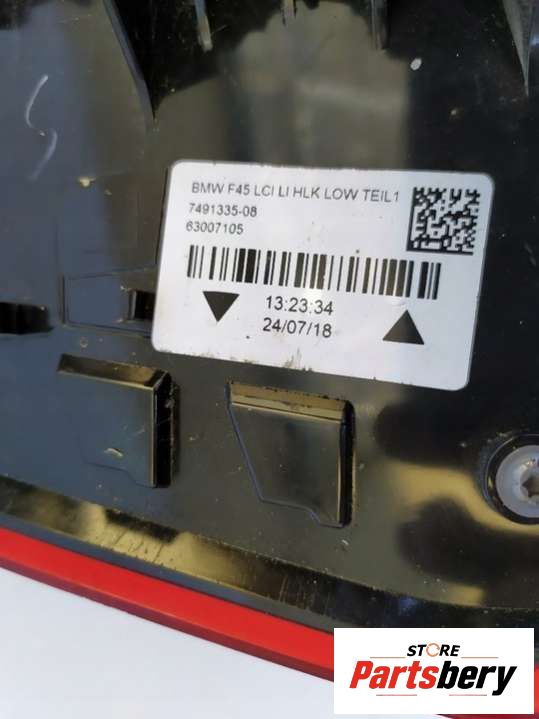 BMW F45 LCI LI HLK LOW TEIL1
7491335-08
63007105
13:23:34
24/07/18
STORE
Partsbery